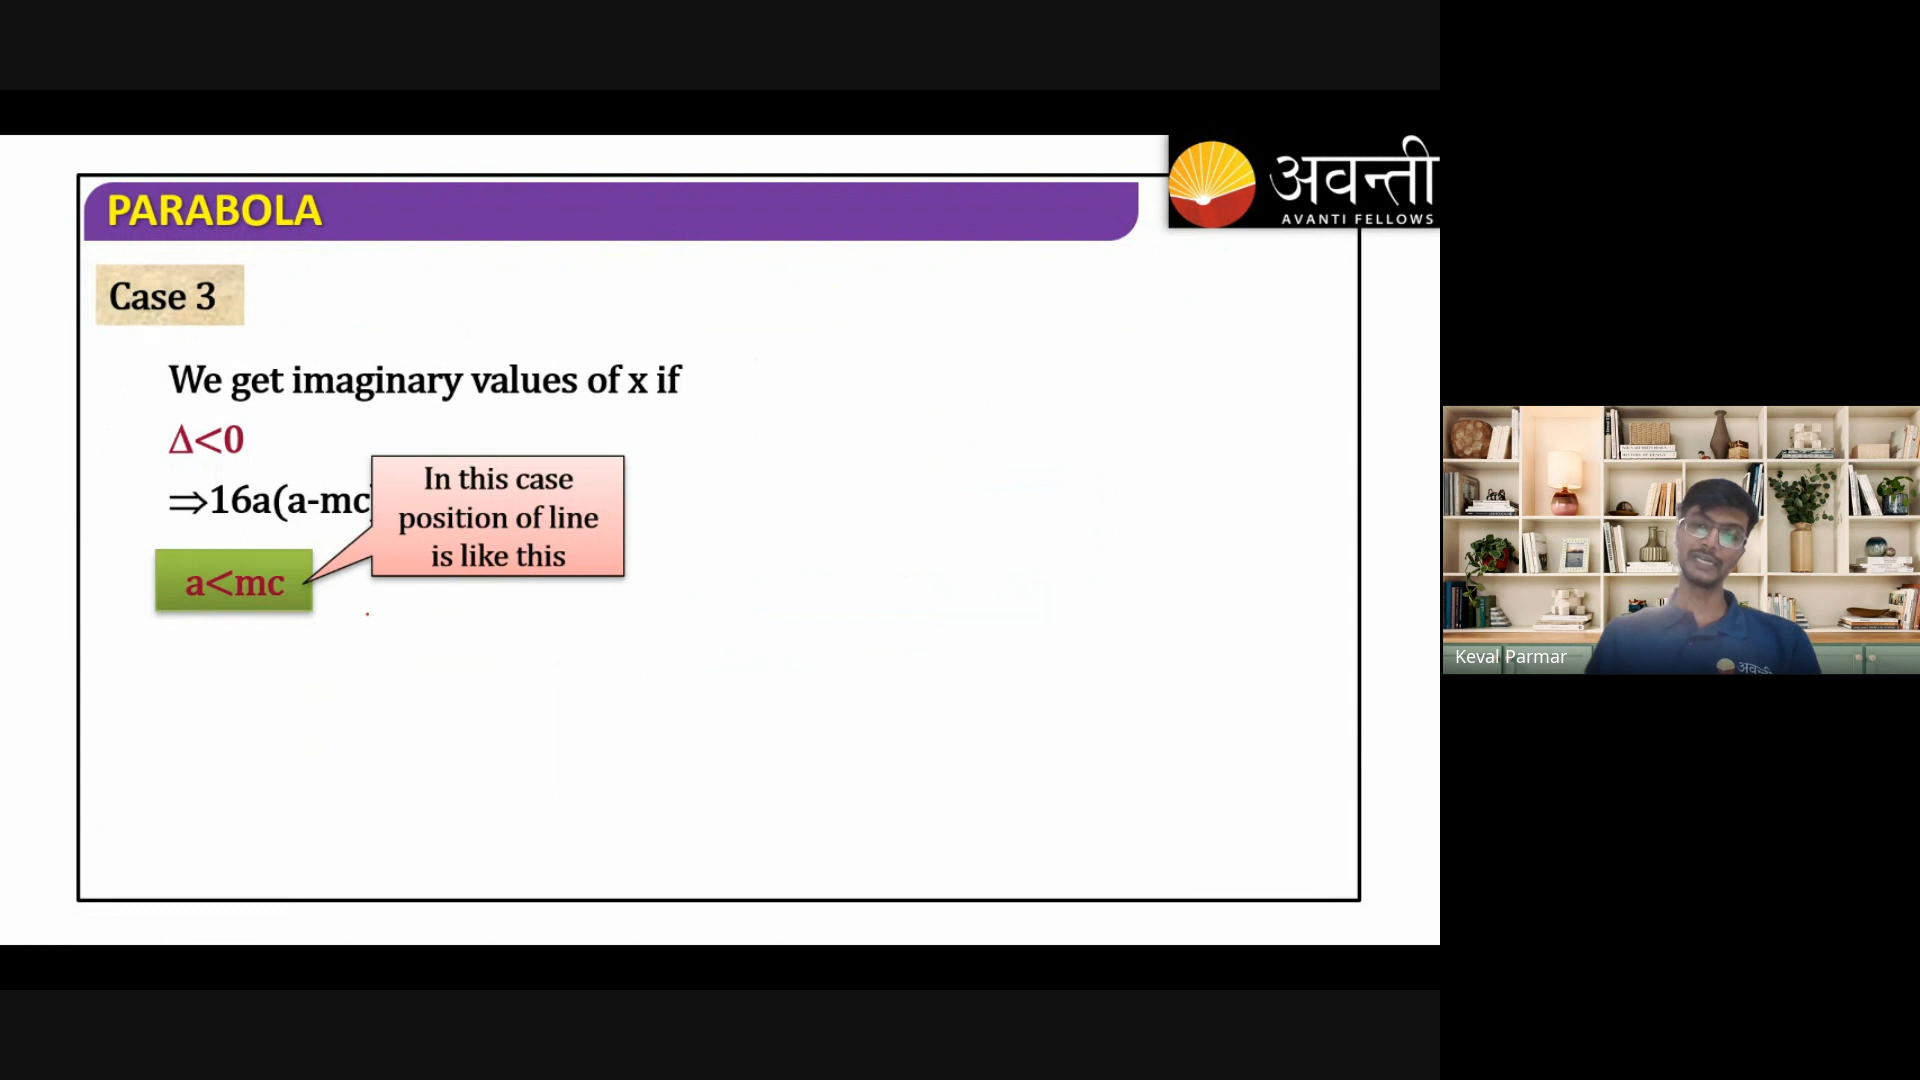 अवन्ती
AVANTI FELLOWS
PARABOLA
Case 3
We get imaginary values of x if
Δ<0
⇒16a(a-mc
In this case
position of line
is like this
a<mc
Keval Parmar